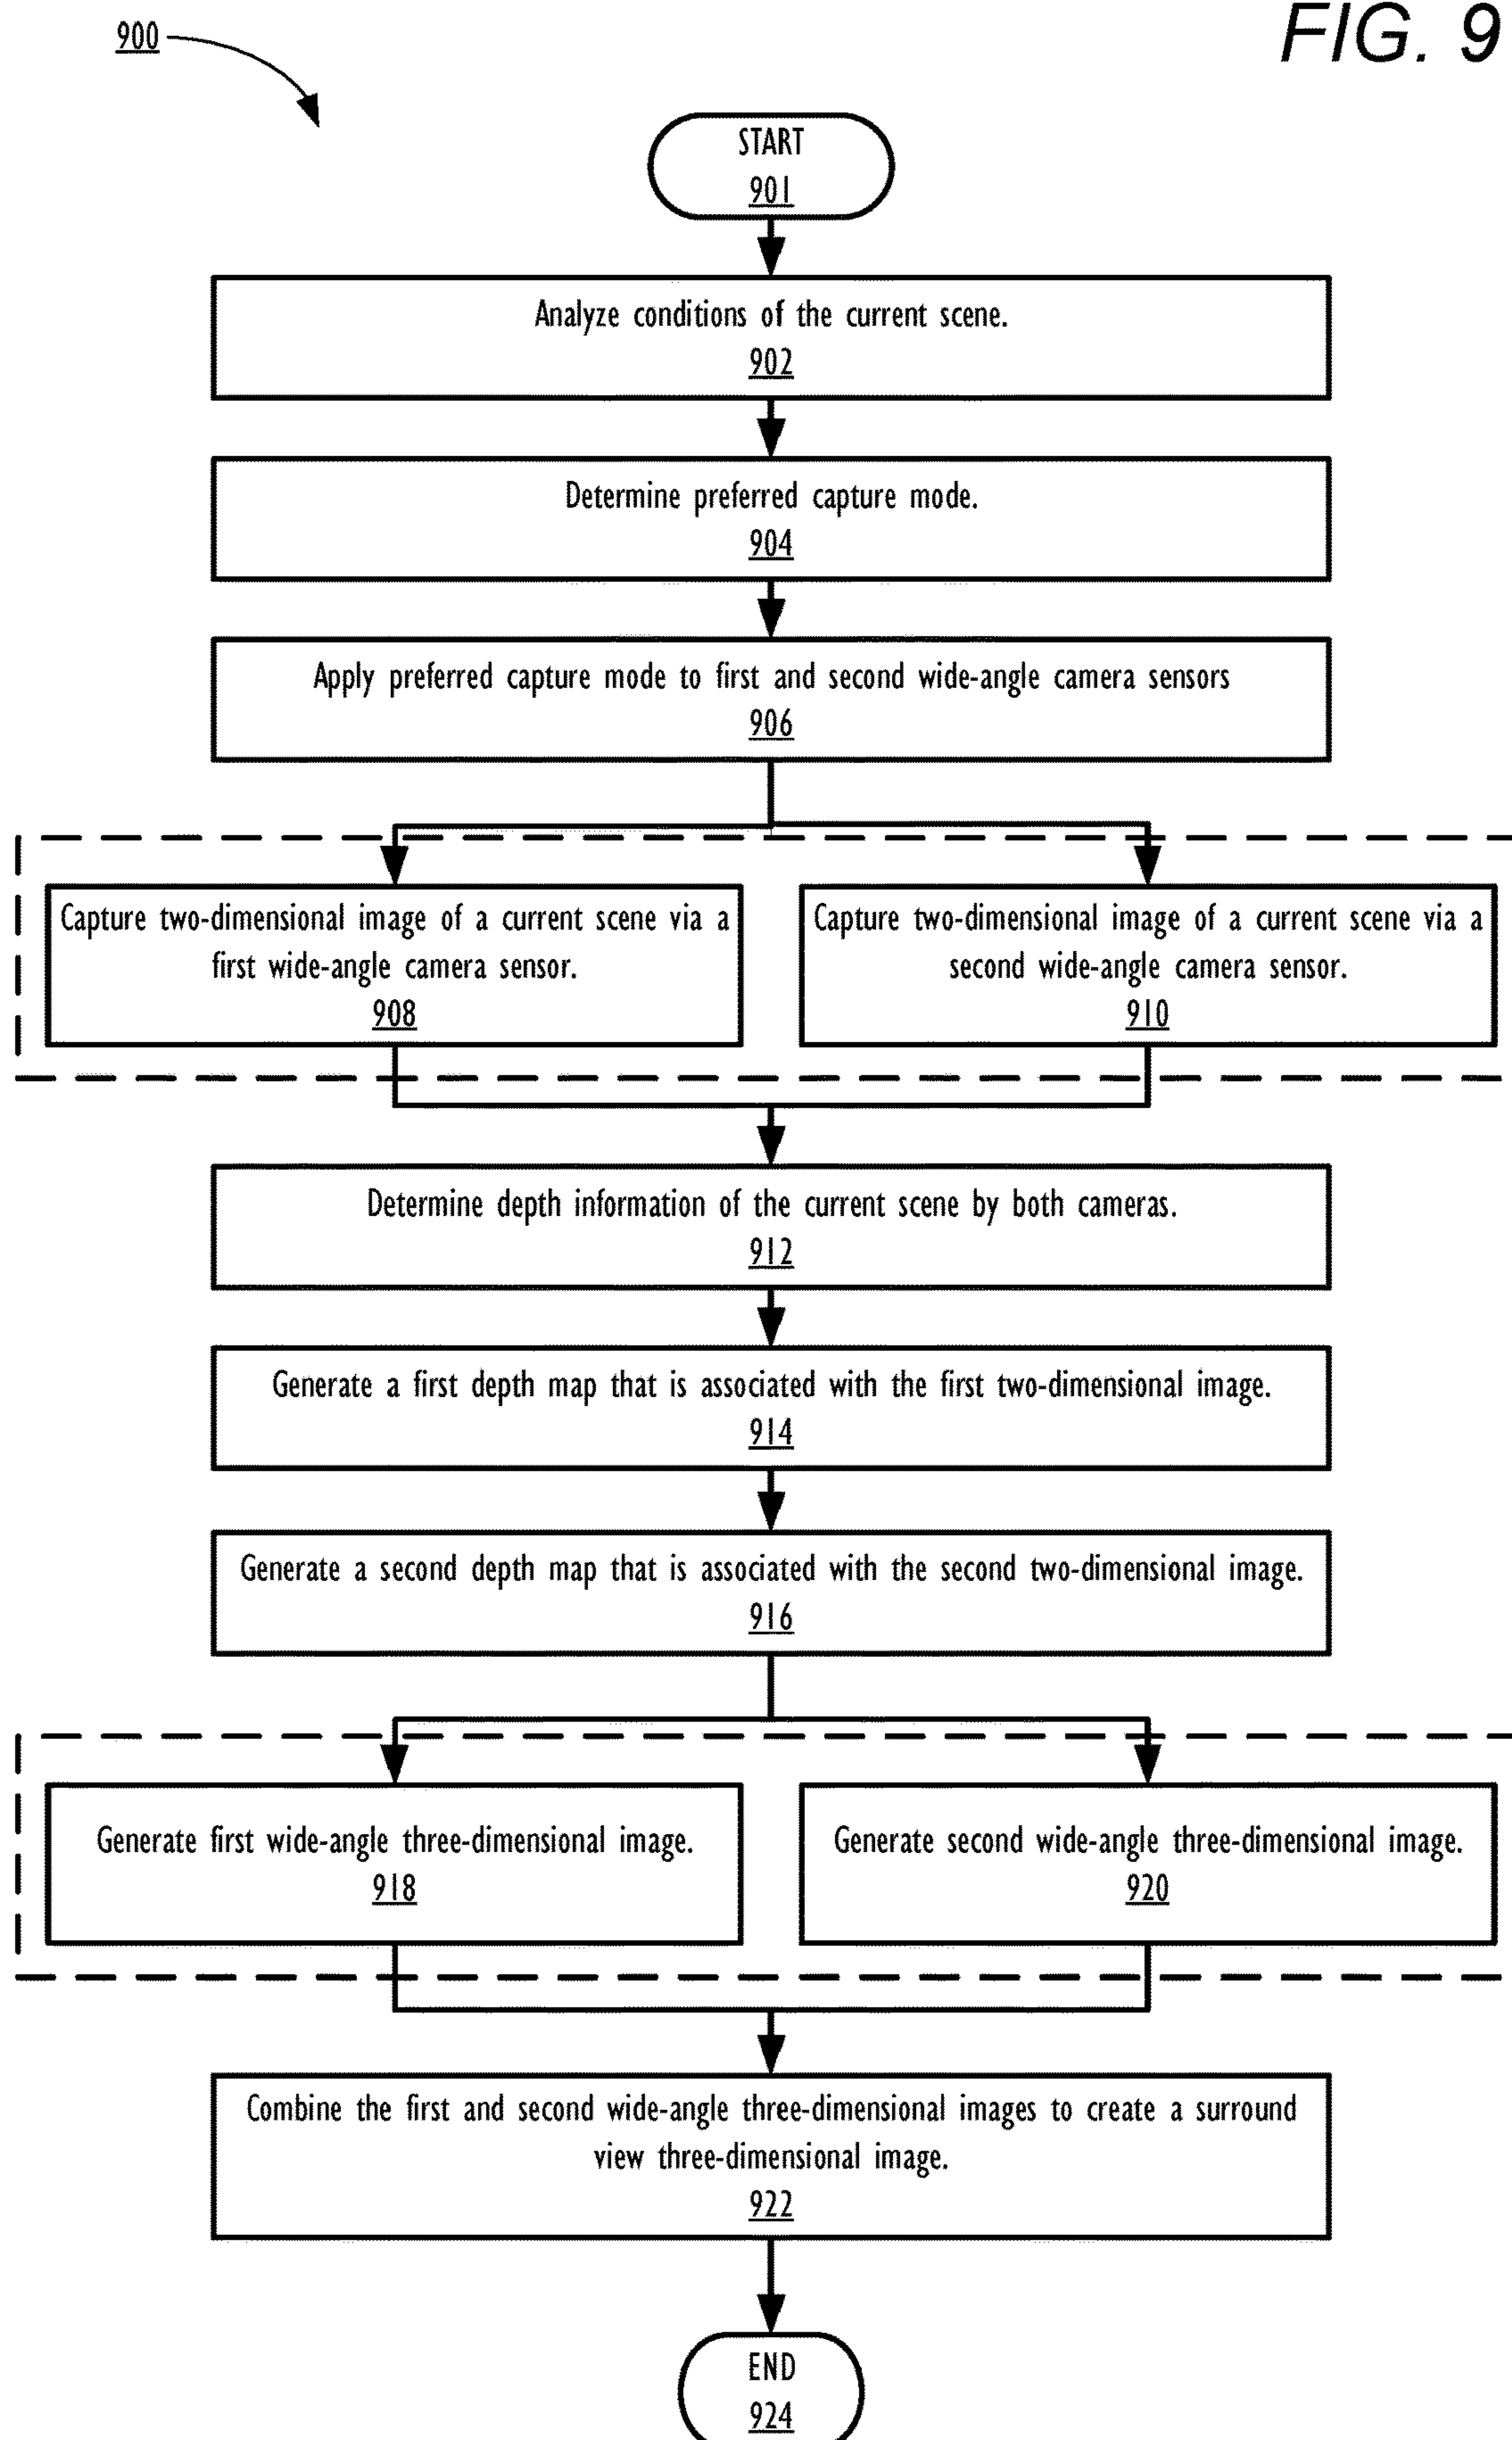 FIG. 9
900
START
901
Analyze conditions of the current scene.
902
Determine preferred capture mode.
904
Apply preferred capture mode to first and second wide-angle camera sensors
906
Capture two-dimensional image of a current scene via a
first wide-angle camera sensor.
908
Capture two-dimensional image of a current scene via a
second wide-angle camera sensor.
910
Determine depth information of the current scene by both cameras.
912
Generate a first depth map that is associated with the first two-dimensional image.
914
Generate a second depth map that is associated with the second two-dimensional image.
916
Generate first wide-angle three-dimensional image.
918
Generate second wide-angle three-dimensional image.
920
Combine the first and second wide-angle three-dimensional images to create a surround
view three-dimensional image.
922
END
924